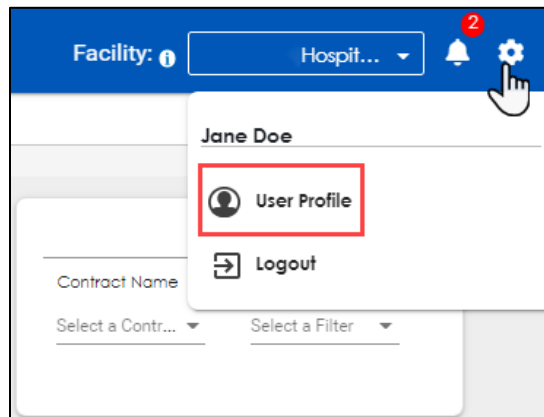 2
Facility: i Hospit...
Jane Doe
User Profile
Logout
Contract Name
Select a Contr... Select a Filter